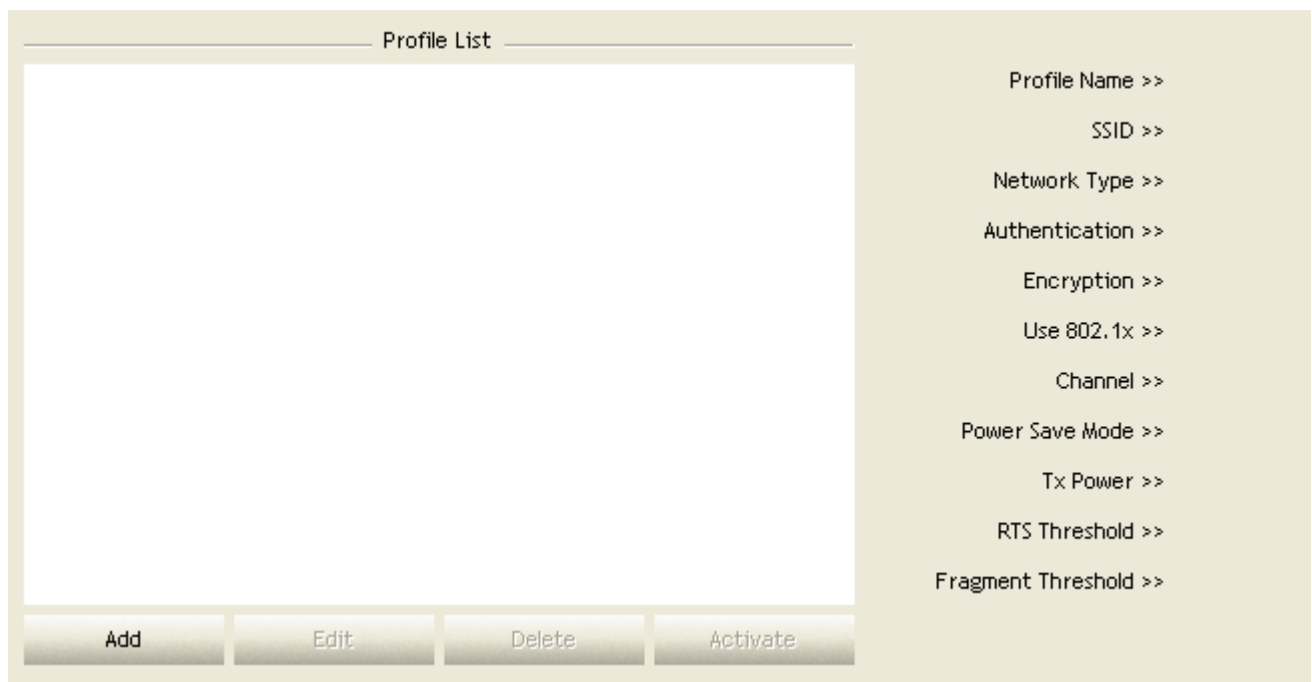 Profile List
Profile Name >>
SSID >>
Network Type >>
Authentication >>
Encryption >>
Use 802.1x >>
Channel >>
Power Save Mode >>
Tx Power >>
RTS Threshold >>
Fragment Threshold >>
Add Edit Delete Activate